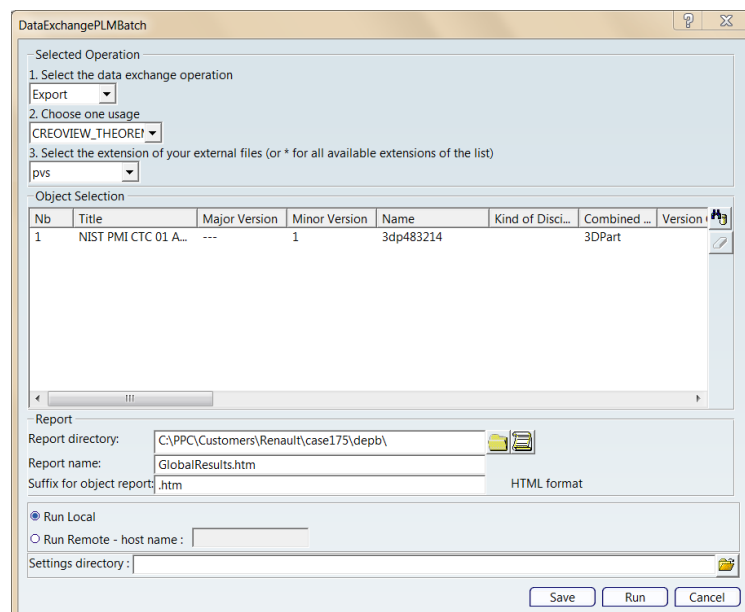 DataExchangePLMBatch
Selected Operation
1. Select the data exchange operation
Export
2. Choose one usage
CREOVIEW_THEOREM
3. Select the extension of your external files (or * for all available extensions of the list)
pvs
Object Selection
Nb Title Major Version Minor Version Name Kind of Disci... Combined ... Version
1 NIST PMI CTC 01 A... --- 1 3dp483214 3DPart
Report
Report directory: C:\PPC\Customers\Renault\case175\depb\
Report name: GlobalResults.htm
Suffix for object report: .htm HTML format
Run Local
Run Remote - host name :
Settings directory :
Save Run Cancel